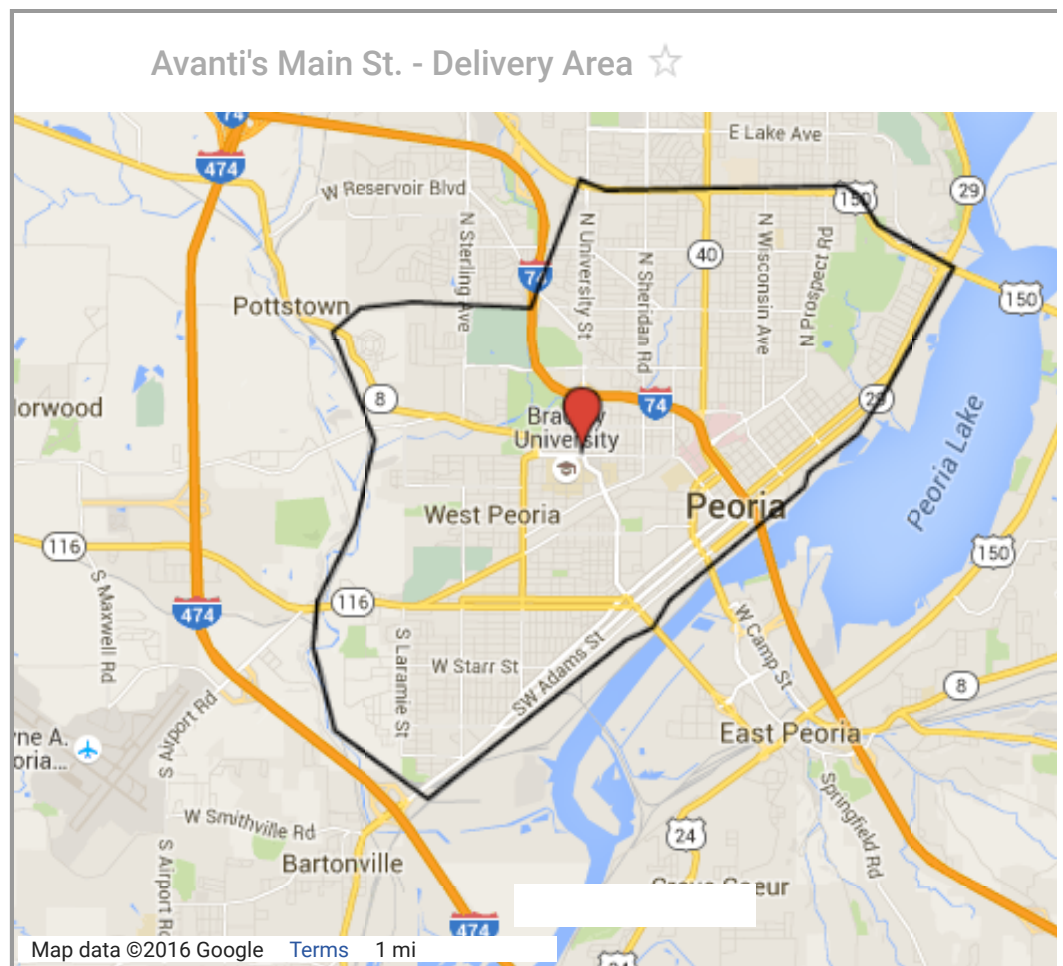 Avanti's Main St. - Delivery Area
74
E Lake Ave
474
W Reservoir Blvd
29
150
N Sterling Ave
N University St
N Wisconsin Ave
N Prospect Rd
40
N Sheridan Rd
74
150
Pottstown
8
29
74
Bradley
University
Peoria Lake
West Peoria
Peoria
116
150
S Maxwell Rd
116
474
W Camp St
S Laramie St
W Starr St
SW Adams St
8
S Airport Rd
East Peoria
Springfield Rd
W Smithville Rd
24
S Airport Rd
Bartonville
474
Map data ©2016 Google Terms 1 mi